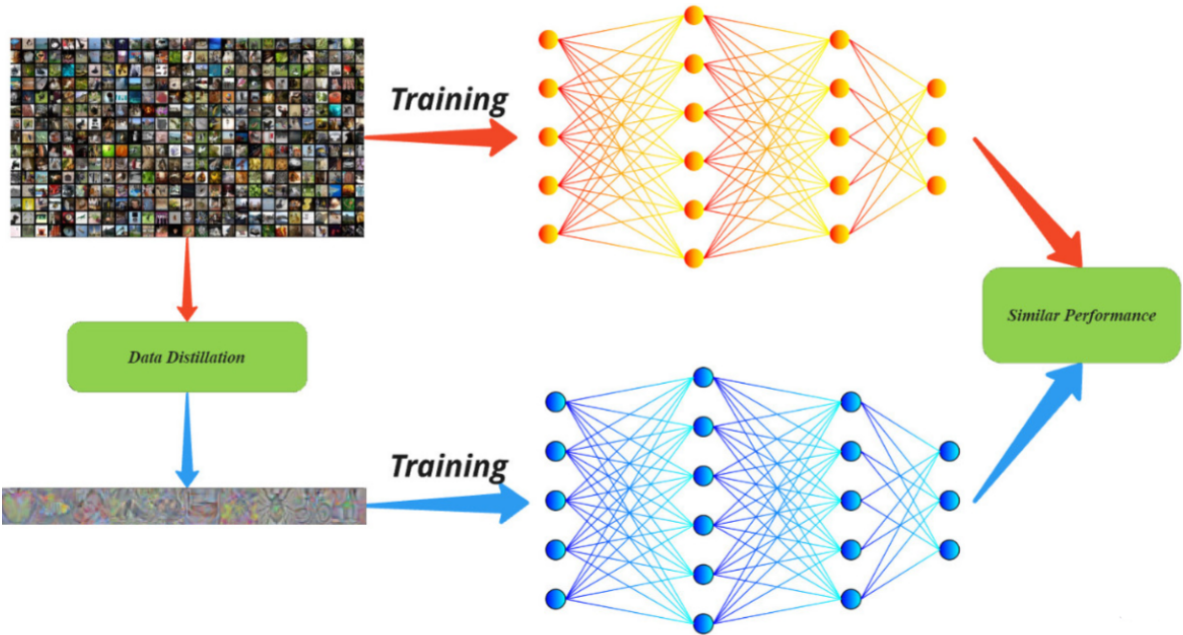 Training
Data Distillation
Similar Performance
Training